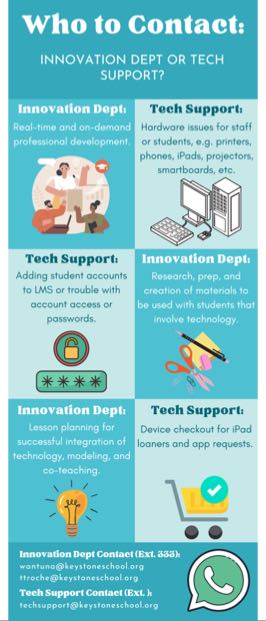 Who to Contact:
INNOVATION DEPT OR TECH
SUPPORT?
Innovation Dept:
Real-time and on-demand
professional development.
Tech Support:
Hardware issues for staff
or students, e.g. printers,
phones, iPads, projectors,
smartboards, etc.
Tech Support:
Adding student accounts
to LMS or trouble with
account access or
passwords.
Innovation Dept:
Research, prep, and
creation of materials to
be used with students that
involve technology.
Innovation Dept:
Lesson planning for
successful integration of
technology, modeling, and
co-teaching.
Tech Support:
Device checkout for iPad
loaners and app requests.
Innovation Dept Contact (Ext. 333):
wantuna@keystoneschool.org
ttroche@keystoneschool.org
Tech Support Contact (Ext. ):
techsupport@keystoneschool.org